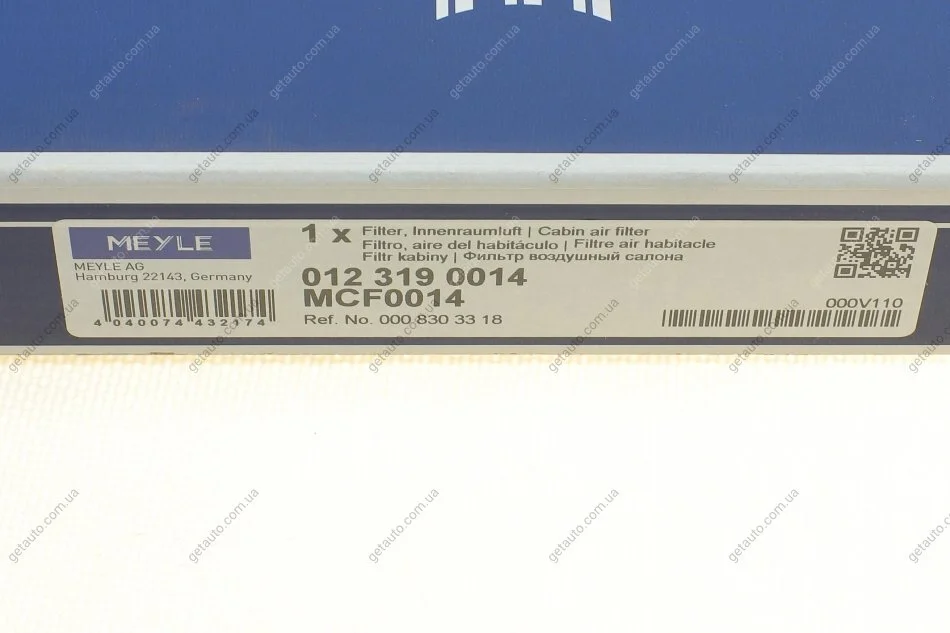 MEYLE
MEYLE AG
Hamburg 22143, Germany
4 040074 432174
1 x Filter, Innenraumluft | Cabin air filter
Filtro, aire del habitáculo | Filtre air habitacle
Filtr kabiny | Фильтр воздушный салона
012 319 0014
MCF0014
Ref. No. 000 830 33 18
000V110
getauto.com.ua